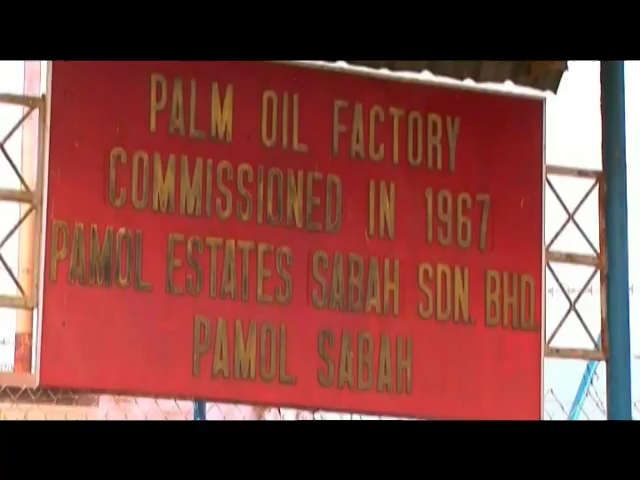 PALM OIL FACTORY
COMMISSIONED IN 1967
PAMOL ESTATES SABAH SDN. BHD.
PAMOL SABAH